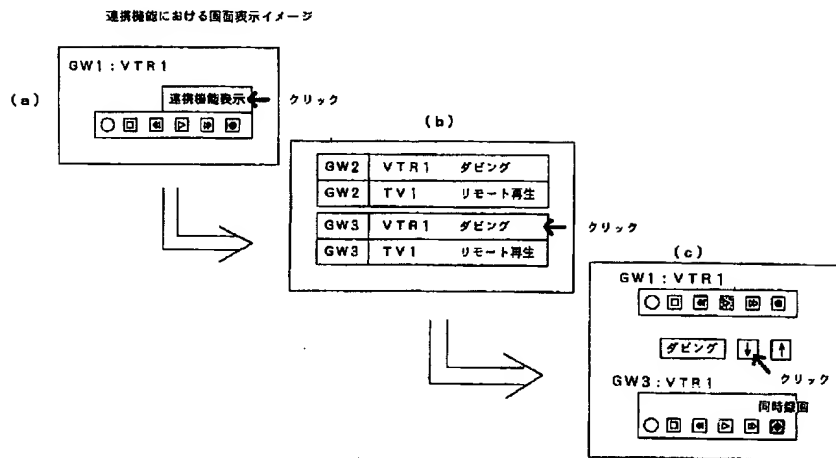 連携機能における画面表示イメージ
(a)
GW1:VTR1
連携機能表示
クリック
(b)
GW2 VTR1 ダビング
GW2 TV1 リモート再生
GW3 VTR1 ダビング
GW3 TV1 リモート再生
クリック
(c)
GW1:VTR1
ダビング ↓ ↑
クリック
GW3:VTR1
同時録画